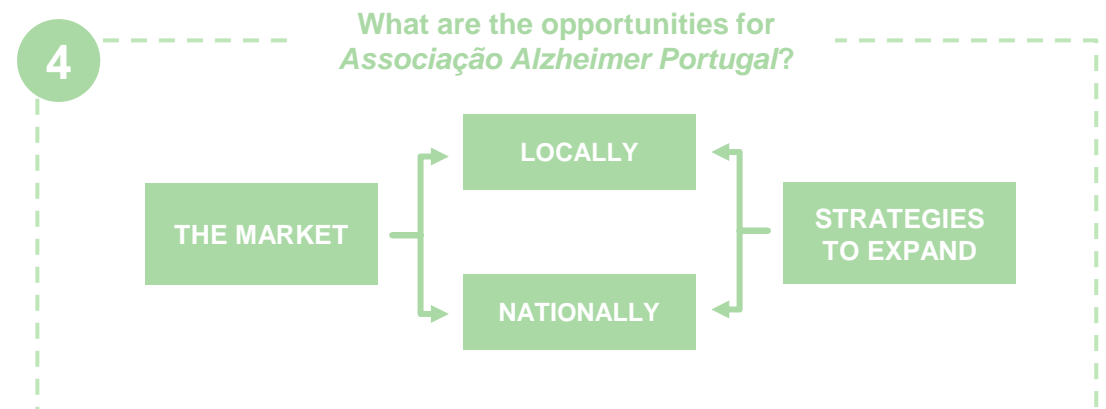 4
What are the opportunities for
Associação Alzheimer Portugal?
LOCALLY
THE MARKET
STRATEGIES
TO EXPAND
NATIONALLY